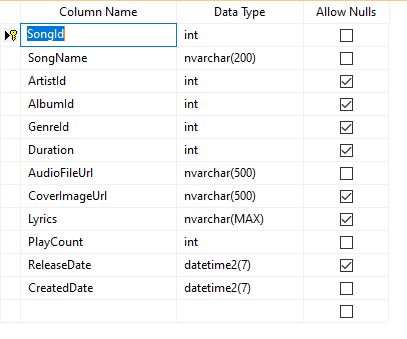 Column Name Data Type Allow Nulls
SongId int
SongName nvarchar(200)
ArtistId int
AlbumId int
GenreId int
Duration int
AudioFileUrl nvarchar(500)
CoverImageUrl nvarchar(500)
Lyrics nvarchar(MAX)
PlayCount int
ReleaseDate datetime2(7)
CreatedDate datetime2(7)